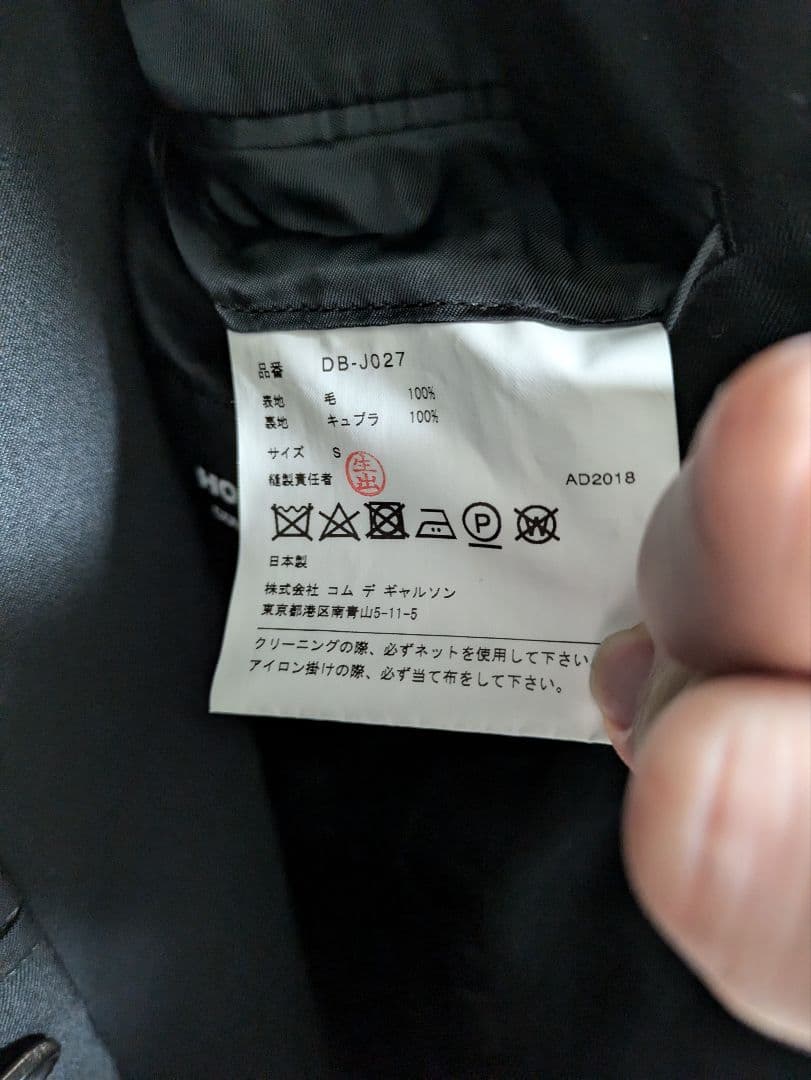 品番 DB-J027
表地 毛 100%
裏地 キュプラ 100%
サイズ S
縫製責任者 生出 AD2018
P
W
日本製
株式会社 コム デ ギャルソン
東京都港区南青山5-11-5
クリーニングの際、必ずネットを使用して下さい
アイロン掛けの際、必ず当て布をして下さい。